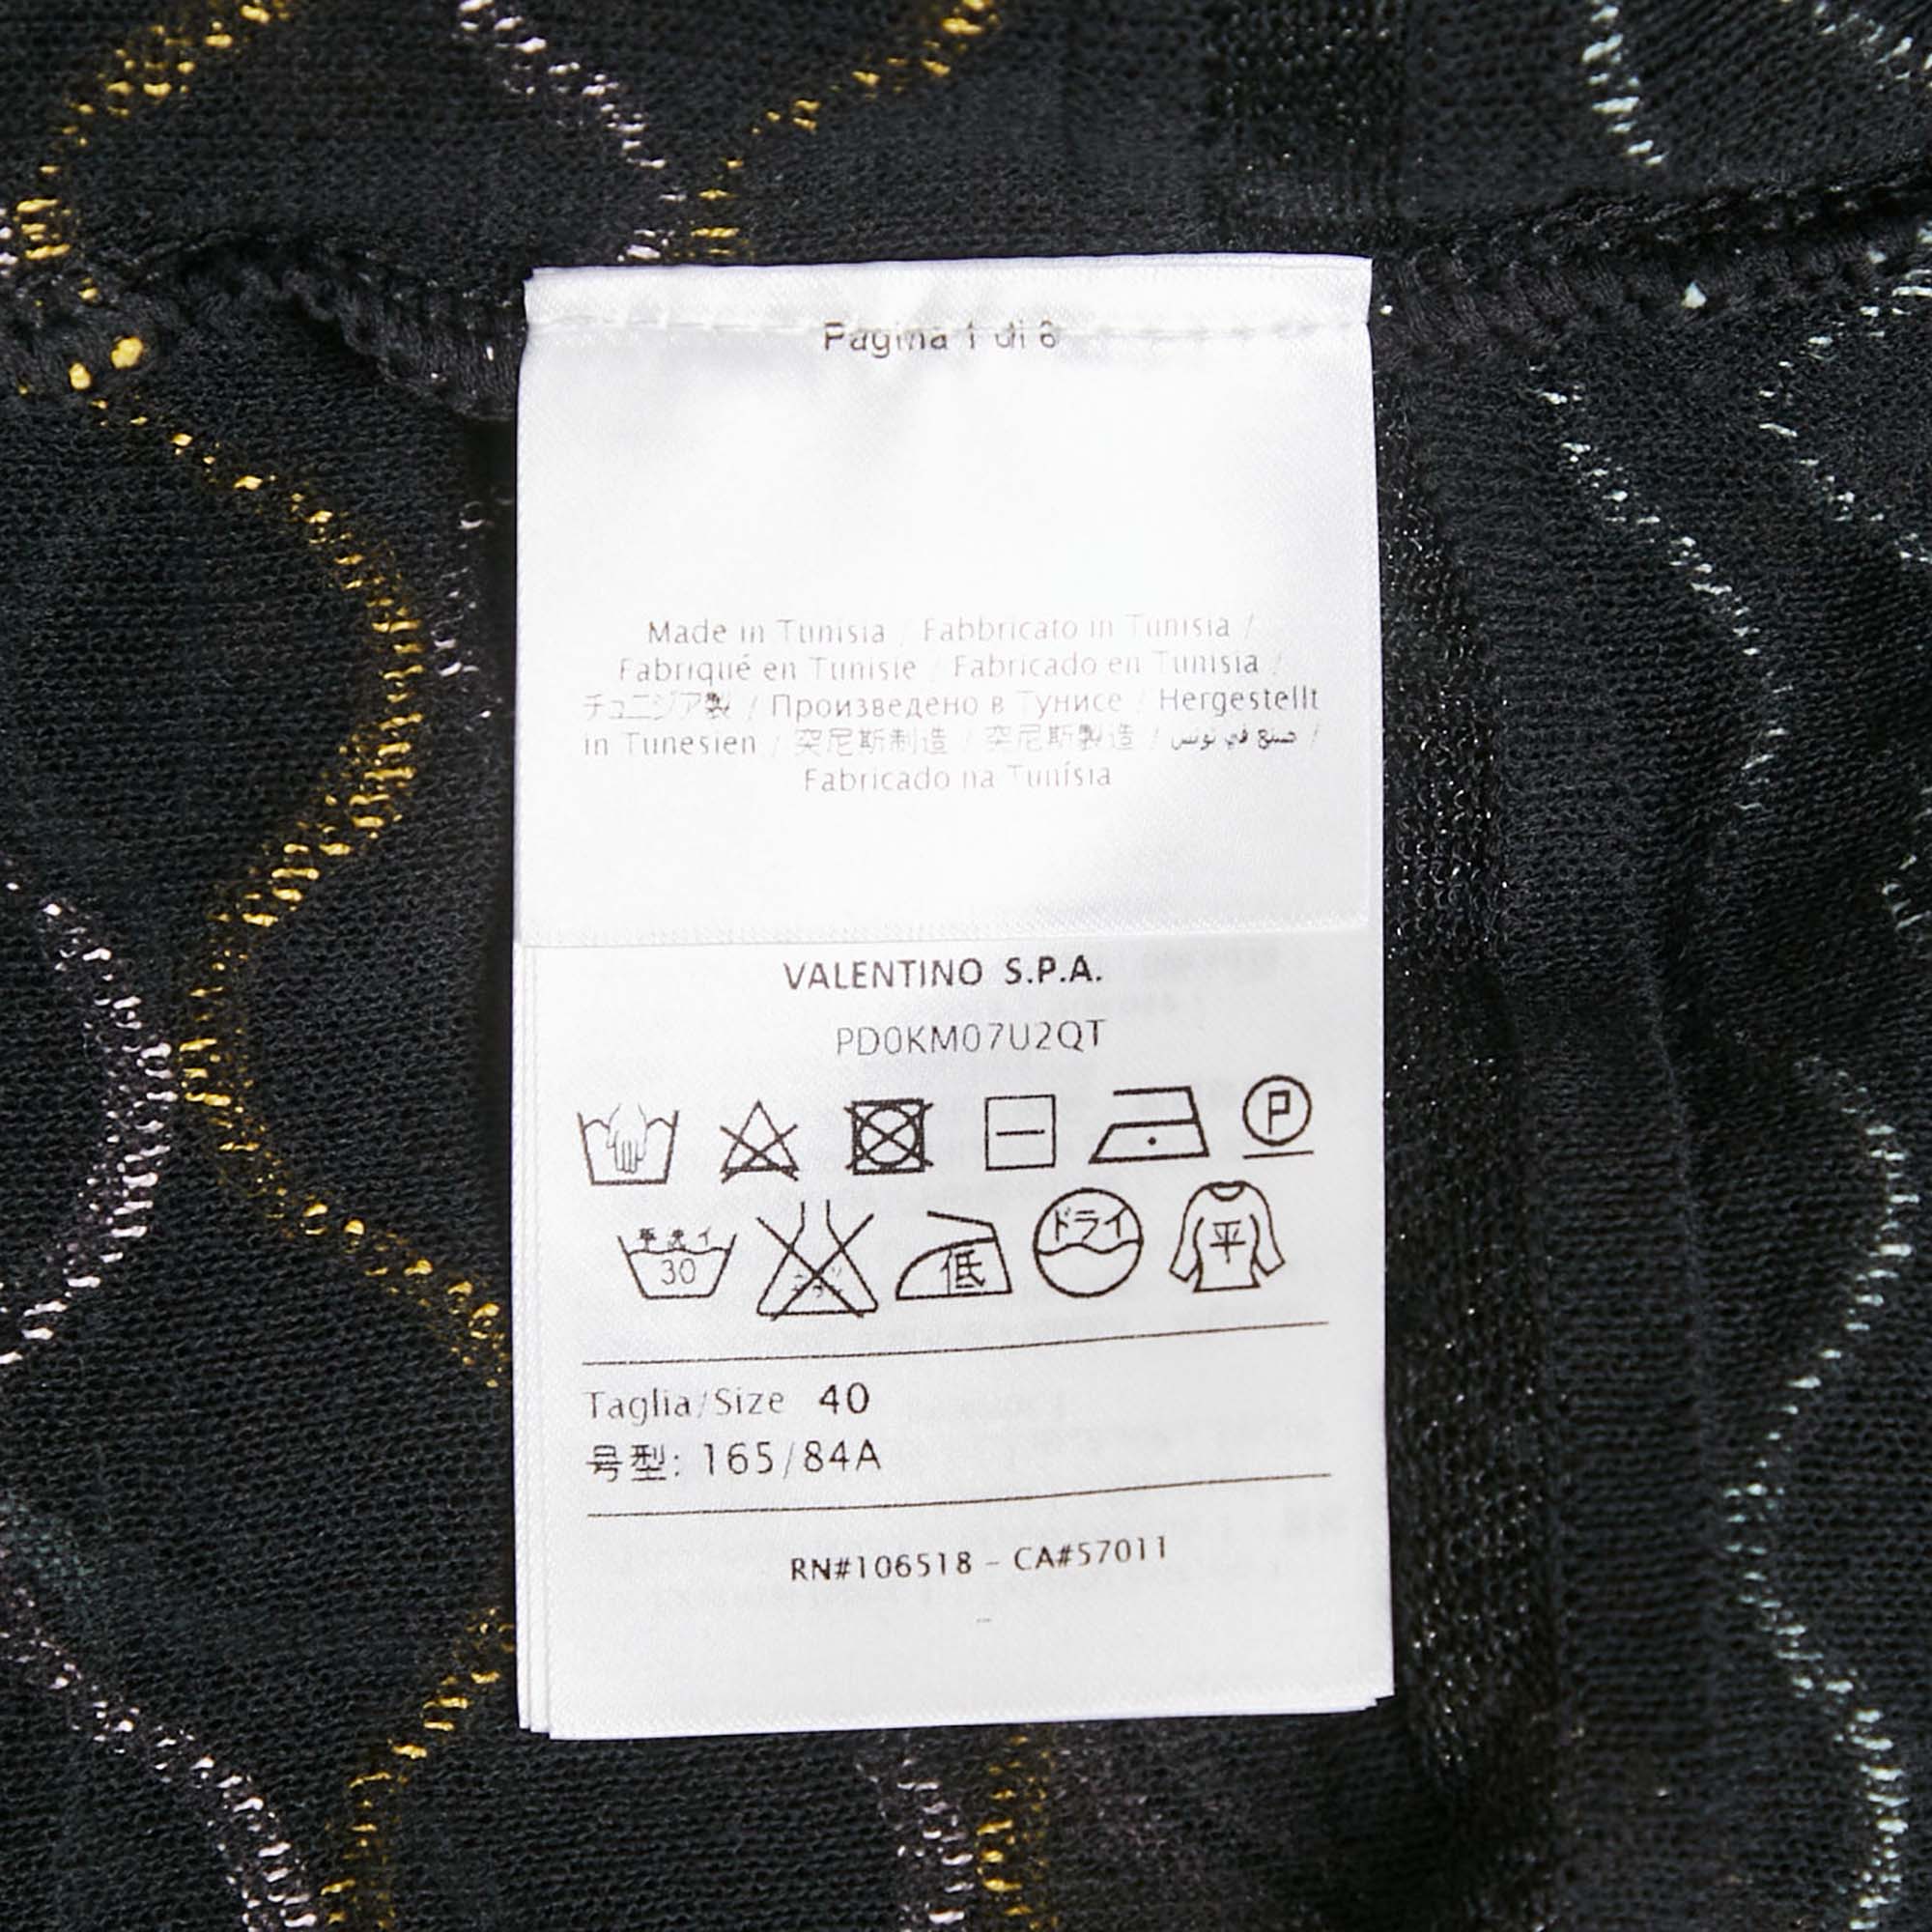 Pagina 1 di 8
Made in Tunisia / Fabbricato in Tunisia /
Fabriqué en Tunisie / Fabricado en Tunisia /
チュニジア製 / Произведено в Тунисе / Hergestellt
in Tunesien / 突尼斯制造 / 突尼斯製造 / صنع في تونس /
Fabricado na Tunísia
VALENTINO S.P.A.
PD0KM07U2QT
P
手洗イ
30
低
ドライ
平
Taglia/Size 40
号型: 165/84A
RN#106518 - CA#57011
-